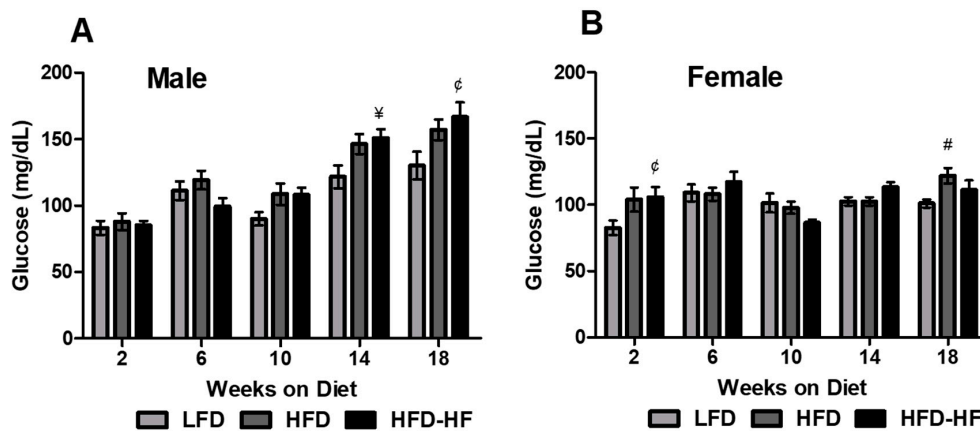 A
Male
Glucose (mg/dL)
200
150
100
50
0
¥
¢
2 6 10 14 18
Weeks on Diet
LFD HFD HFD-HF
B
Female
Glucose (mg/dL)
200
150
100
50
0
¢
#
2 6 10 14 18
Weeks on Diet
LFD HFD HFD-HF